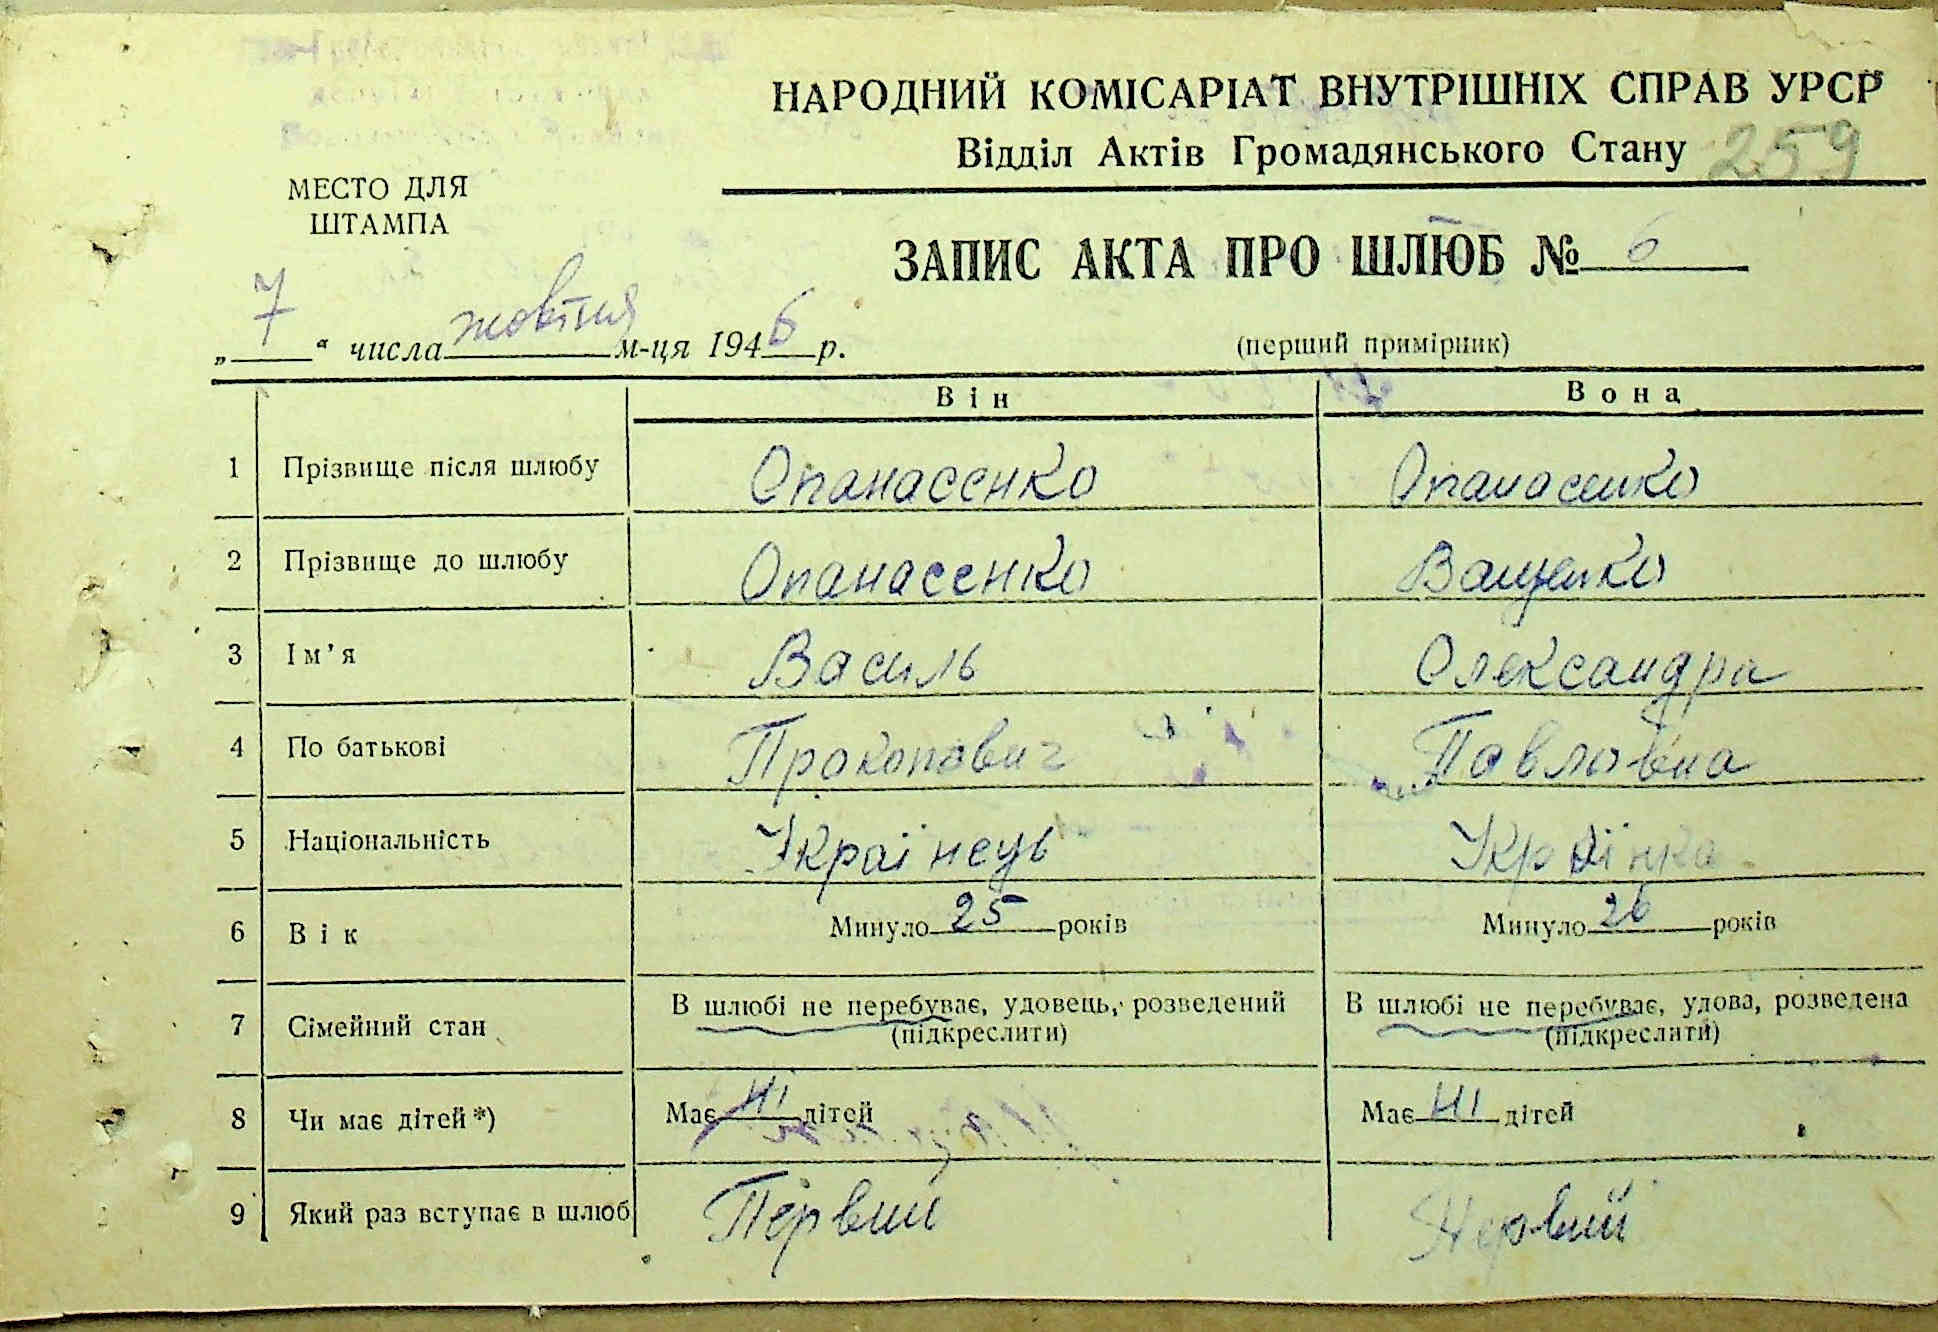 НАРОДНИЙ КОМІСАРІАТ ВНУТРІШНІХ СПРАВ УРСР
Відділ Актів Громадянського Стану 259
МЕСТО ДЛЯ
ШТАМПА
ЗАПИС АКТА ПРО ШЛЮБ № 6
„ 7 “ числа жовтня м-ця 1946 р.
(перший примірник)
Він Вона
1 Прізвище після шлюбу Опанасенко Опанасенко
2 Прізвище до шлюбу Опанасенко Ващенко
3 Ім'я Василь Олександра
4 По батькові Прокопович Павловна
5 Національність Українець Українка
6 Вік Минуло 25 років Минуло 26 років
7 Сімейний стан В шлюбі не перебуває, удовець, розведений В шлюбі не перебуває, удова, розведена
(підкреслити) (підкреслити)
8 Чи має дітей *) Має ні дітей Має ні дітей
9 Який раз вступає в шлюб Первий Первий